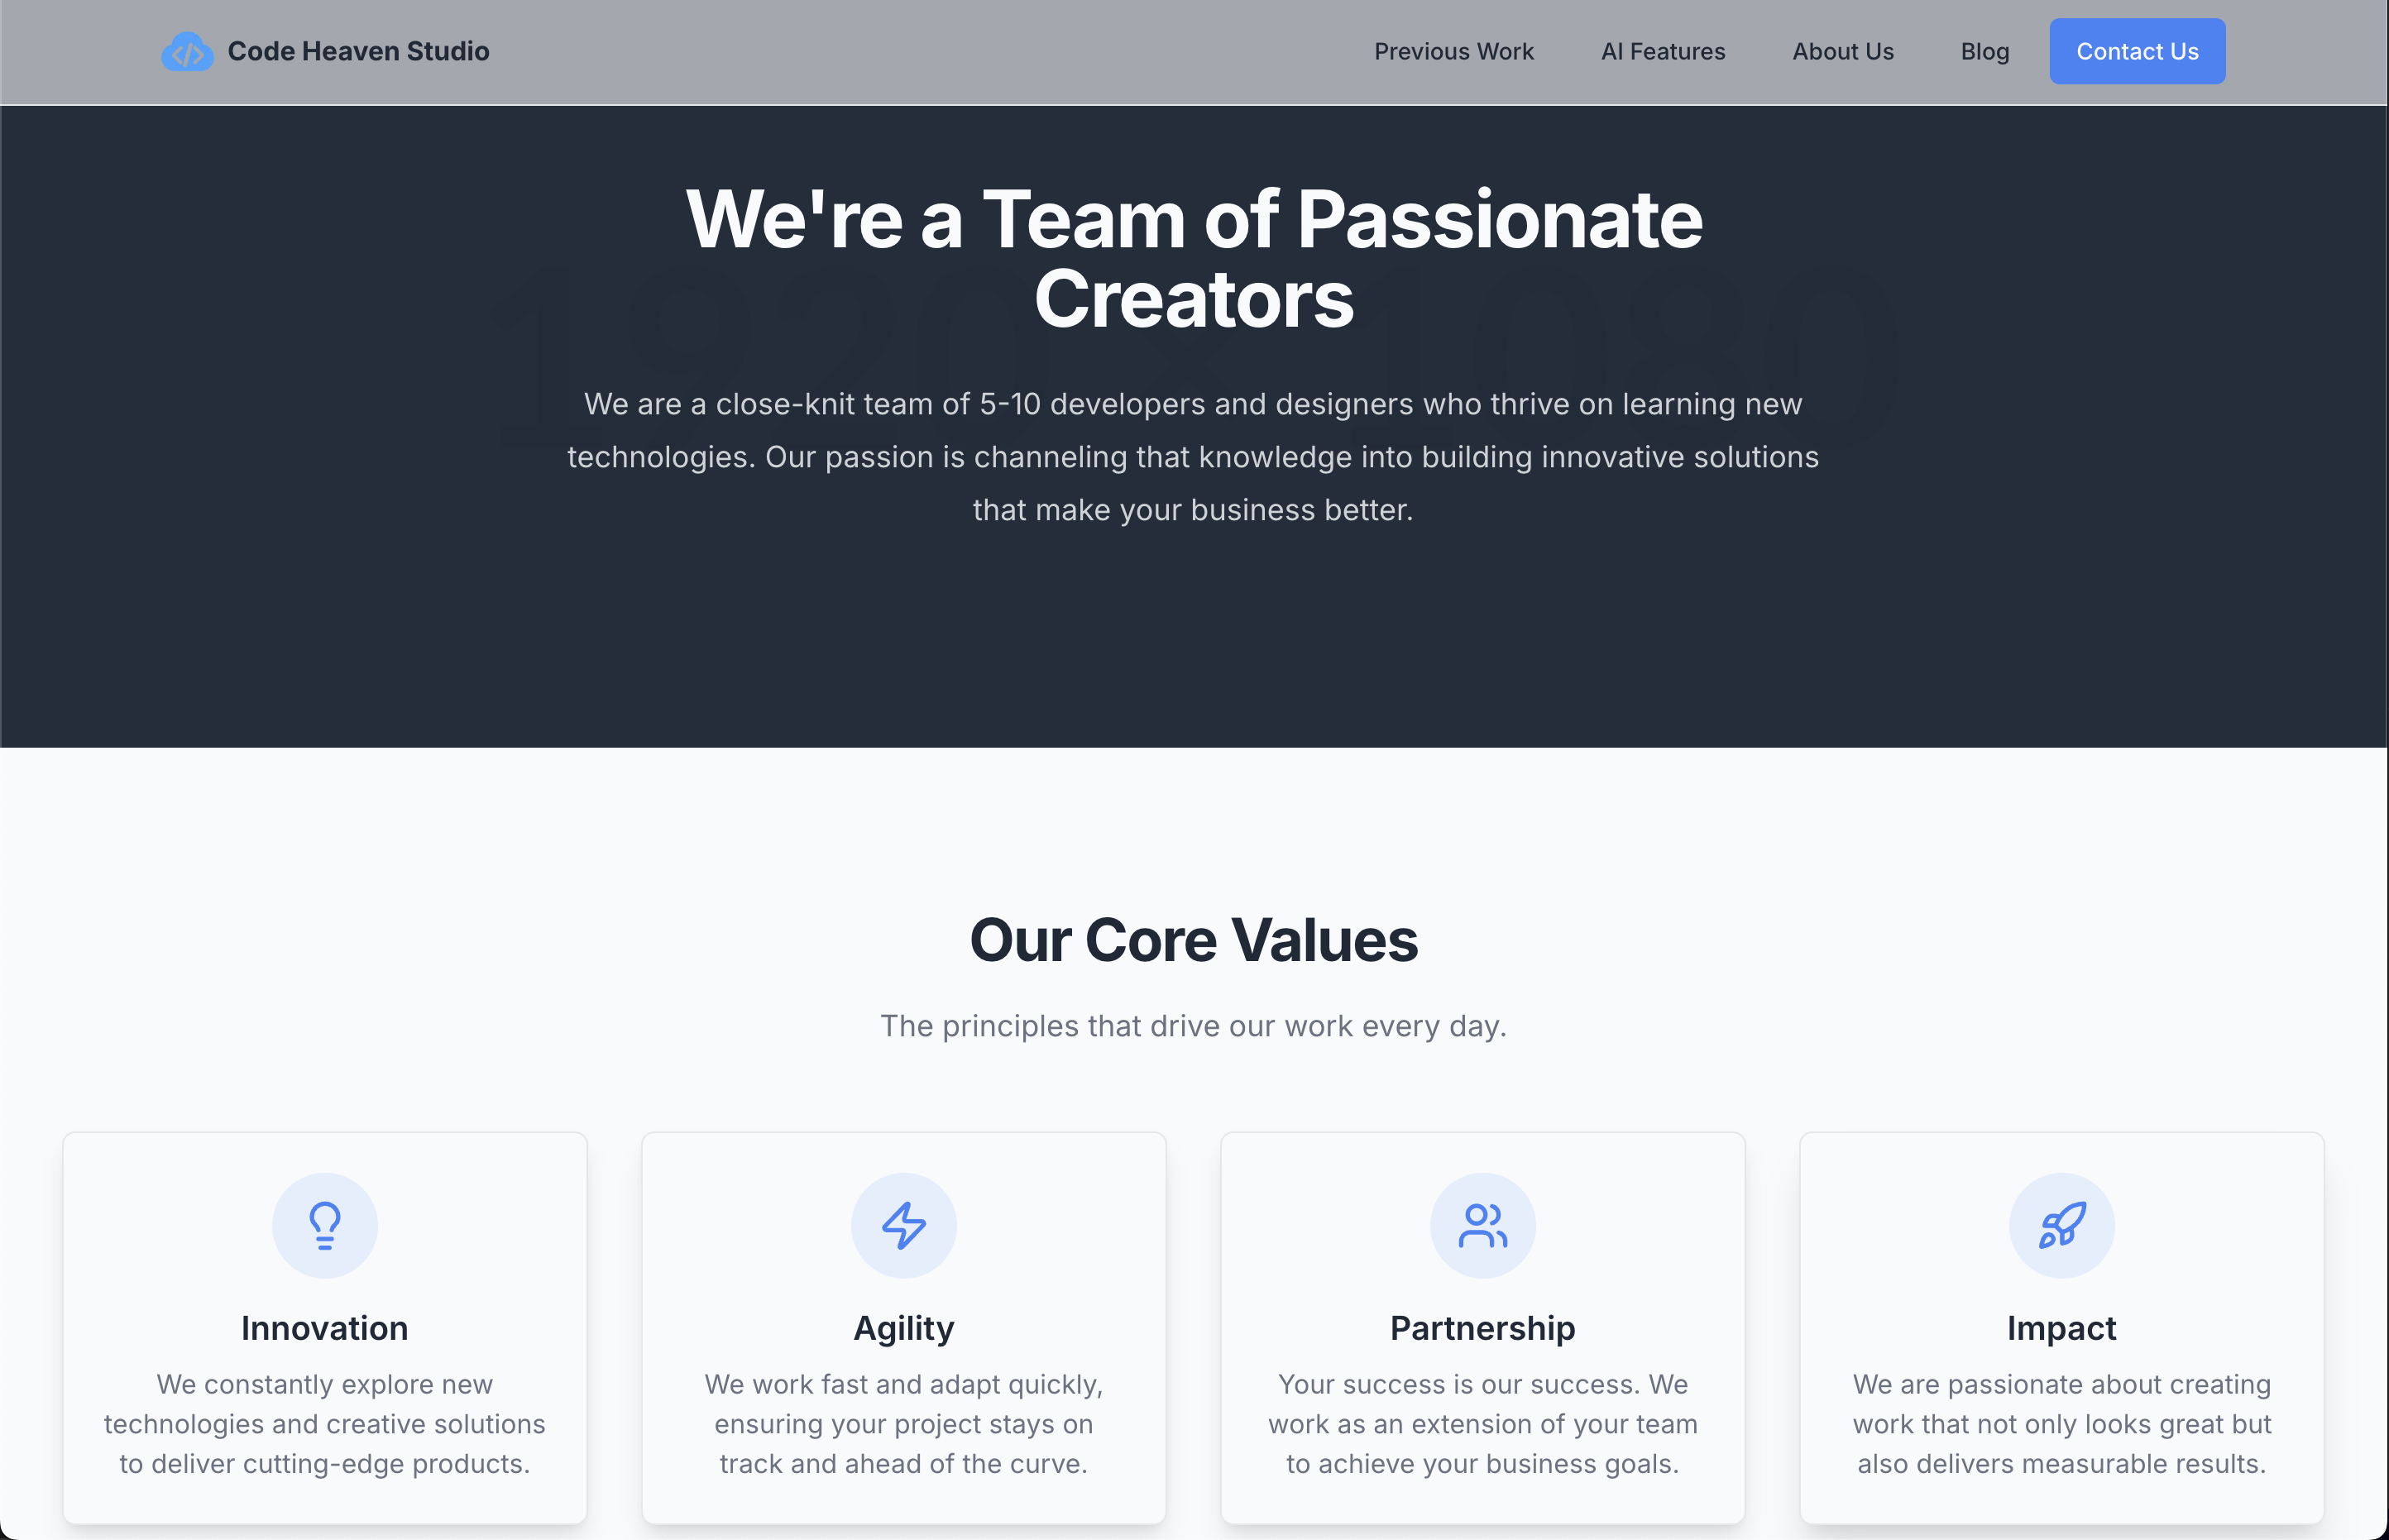 Code Heaven Studio
Previous Work
AI Features
About Us
Blog
Contact Us
We're a Team of Passionate
Creators
1920 × 1080
We are a close-knit team of 5-10 developers and designers who thrive on learning new
technologies. Our passion is channeling that knowledge into building innovative solutions
that make your business better.
Our Core Values
The principles that drive our work every day.
Innovation
We constantly explore new
technologies and creative solutions
to deliver cutting-edge products.
Agility
We work fast and adapt quickly,
ensuring your project stays on
track and ahead of the curve.
Partnership
Your success is our success. We
work as an extension of your team
to achieve your business goals.
Impact
We are passionate about creating
work that not only looks great but
also delivers measurable results.